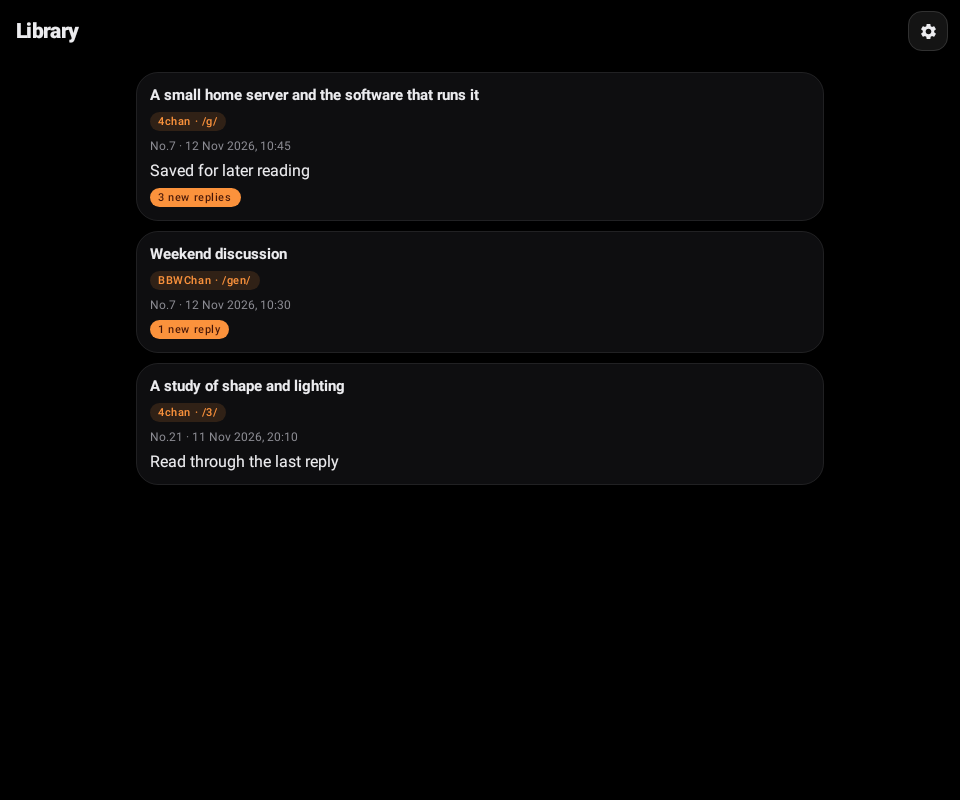 Library
A small home server and the software that runs it
4chan · /g/
No.7 · 12 Nov 2026, 10:45
Saved for later reading
3 new replies
Weekend discussion
BBWChan · /gen/
No.7 · 12 Nov 2026, 10:30
1 new reply
A study of shape and lighting
4chan · /3/
No.21 · 11 Nov 2026, 20:10
Read through the last reply